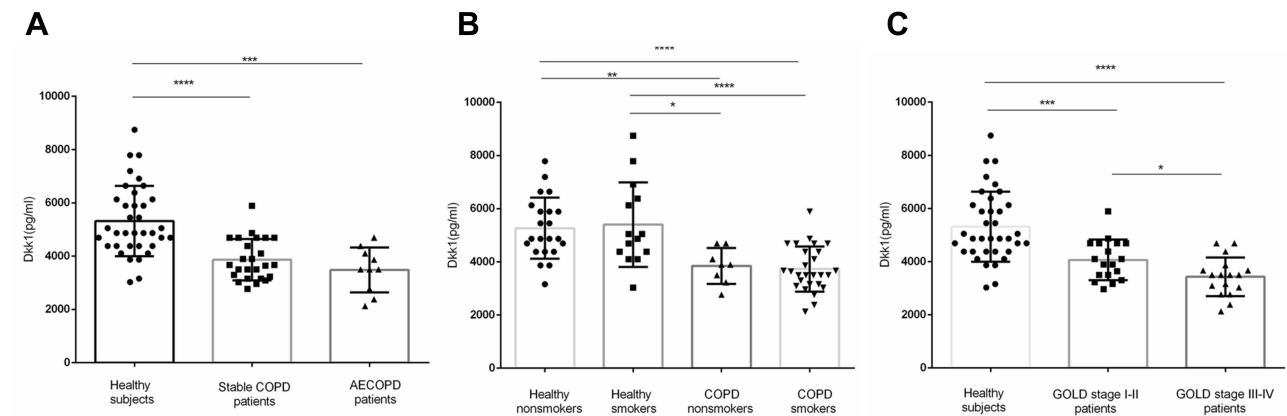 A
***
****
Dkk1(pg/ml)
10000
8000
6000
4000
2000
0
Healthy
subjects
Stable COPD
patients
AECOPD
patients
B
****
**
****
*
Dkk1(pg/ml)
10000
8000
6000
4000
2000
0
Healthy
nonsmokers
Healthy
smokers
COPD
nonsmokers
COPD
smokers
C
****
***
*
Dkk1(pg/ml)
10000
8000
6000
4000
2000
0
Healthy
subjects
GOLD stage I-II
patients
GOLD stage III-IV
patients